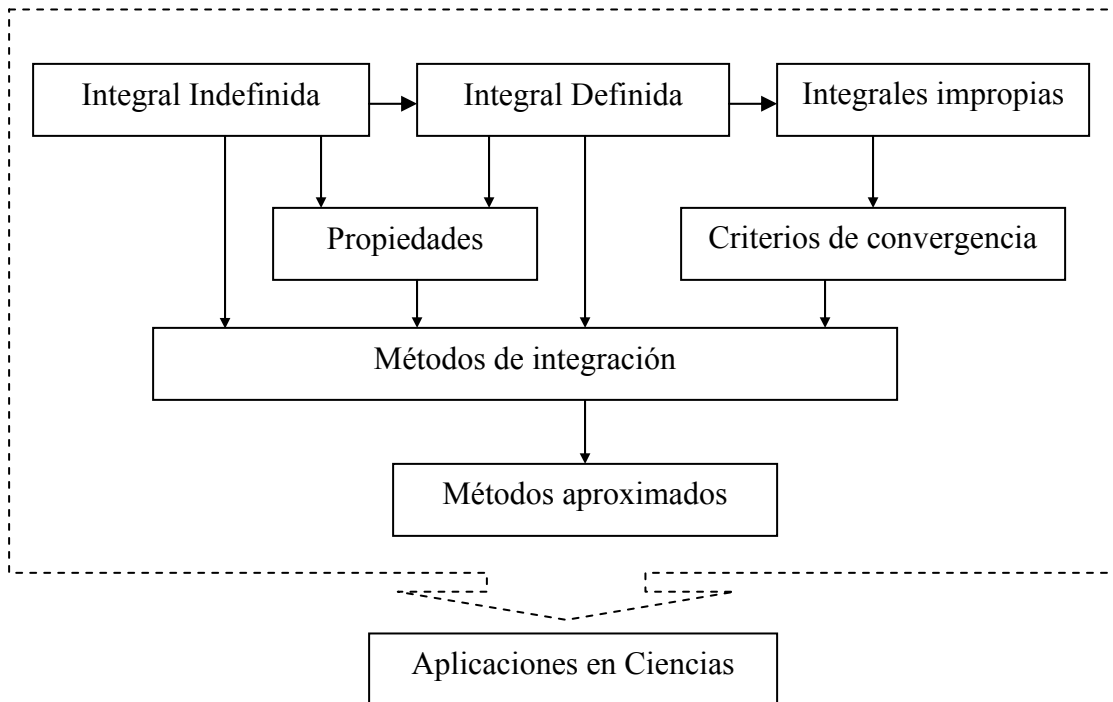 Integral Indefinida
Integral Definida
Integrales impropias
Propiedades
Criterios de convergencia
Métodos de integración
Métodos aproximados
Aplicaciones en Ciencias